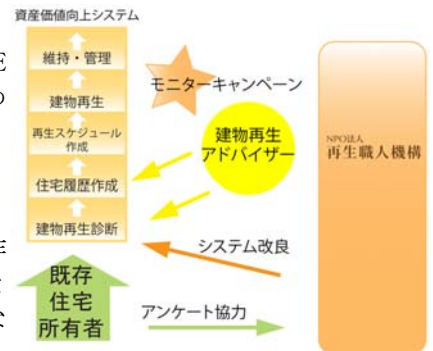 資産価値向上システム
維持・管理
建物再生
再生スケジュール
作成
住宅履歴作成
建物再生診断
既存
住宅
所有者
モニターキャンペーン
建物再生
アドバイザー
システム改良
アンケート協力
NPO法人
再生職人機構